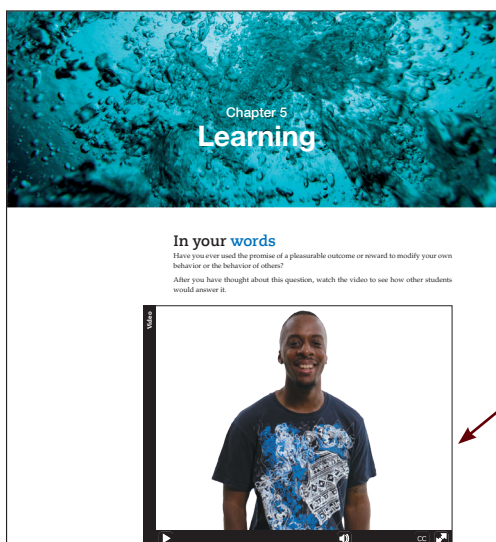 Chapter 5
Learning
In your words
Have you ever used the promise of a pleasurable outcome or reward to modify your own
behavior or the behavior of others?
After you have thought about this question, watch the video to see how other students
would answer it.
Video
CC